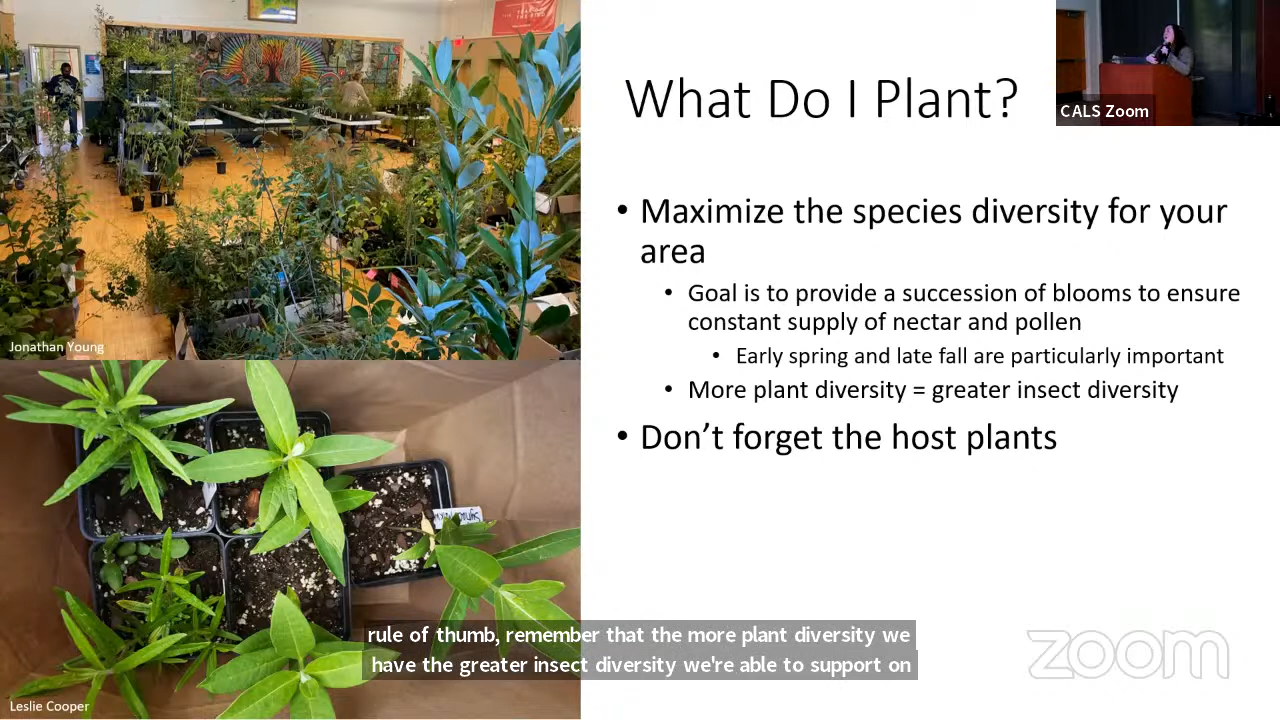 What Do I Plant?
CALS Zoom
• Maximize the species diversity for your
area
• Goal is to provide a succession of blooms to ensure
constant supply of nectar and pollen
• Early spring and late fall are particularly important
• More plant diversity = greater insect diversity
• Don’t forget the host plants
Jonathan Young
rule of thumb, remember that the more plant diversity we
have the greater insect diversity we're able to support on
zoom
Leslie Cooper